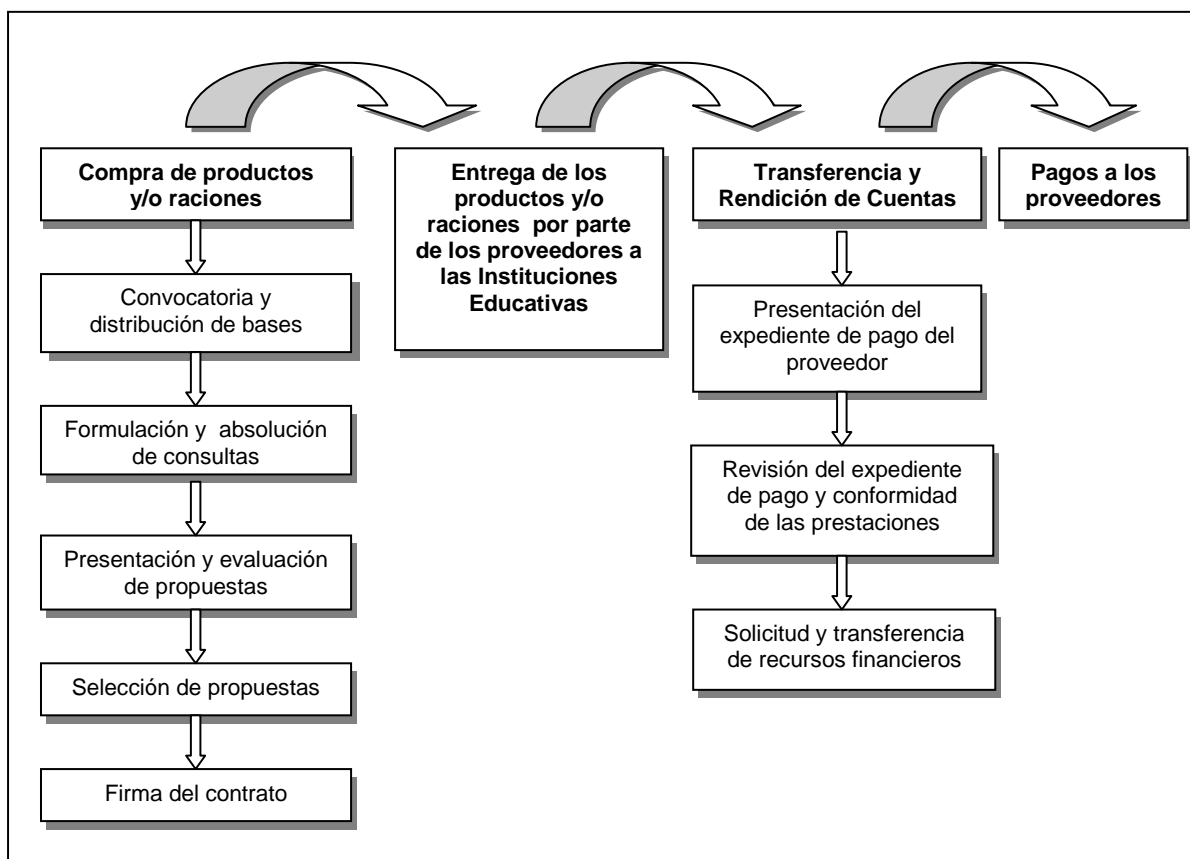 Compra de productos
y/o raciones
Convocatoria y
distribución de bases
Formulación y absolución
de consultas
Presentación y evaluación
de propuestas
Selección de propuestas
Firma del contrato
Entrega de los
productos y/o
raciones por parte
de los proveedores a
las Instituciones
Educativas
Transferencia y
Rendición de Cuentas
Presentación del
expediente de pago del
proveedor
Revisión del expediente
de pago y conformidad
de las prestaciones
Solicitud y transferencia
de recursos financieros
Pagos a los
proveedores